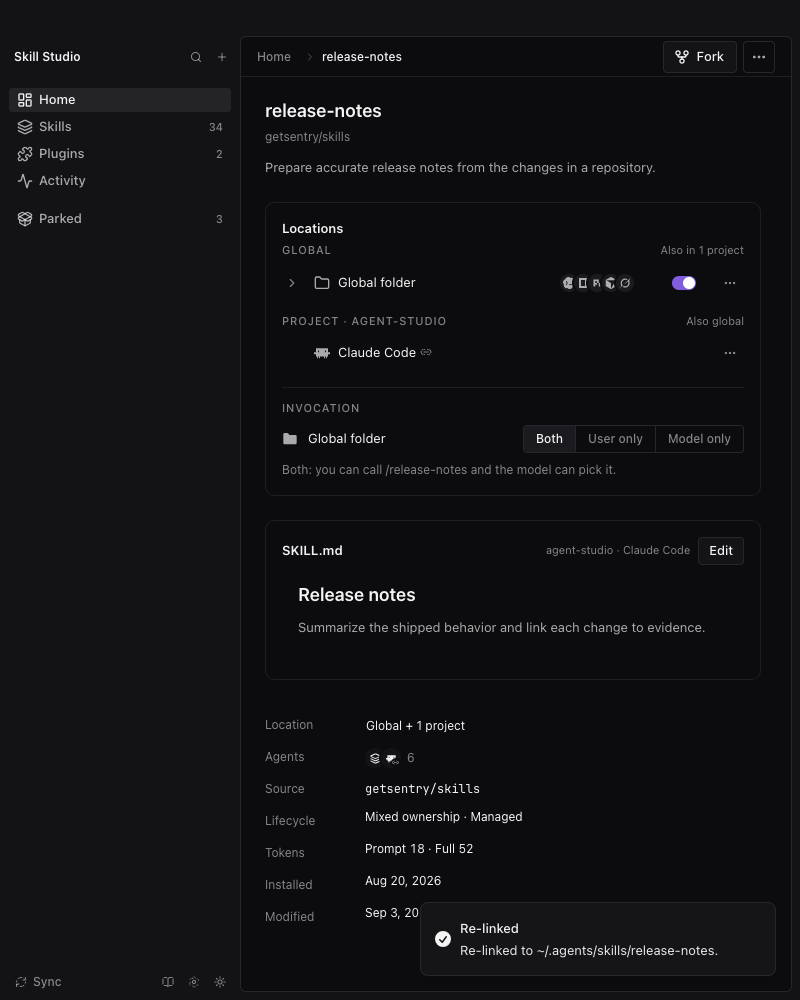 Skill Studio
Home
Skills 34
Plugins 2
Activity
Parked 3
Sync
Home release-notes
Fork
release-notes
getsentry/skills
Prepare accurate release notes from the changes in a repository.
Locations
GLOBAL Also in 1 project
Global folder
PROJECT · AGENT-STUDIO Also global
Claude Code
INVOCATION
Global folder Both User only Model only
Both: you can call /release-notes and the model can pick it.
SKILL.md agent-studio · Claude Code Edit
Release notes
Summarize the shipped behavior and link each change to evidence.
Location Global + 1 project
Agents 6
Source getsentry/skills
Lifecycle Mixed ownership · Managed
Tokens Prompt 18 · Full 52
Installed Aug 20, 2026
Modified Sep 3, 20
Re-linked
Re-linked to ~/.agents/skills/release-notes.